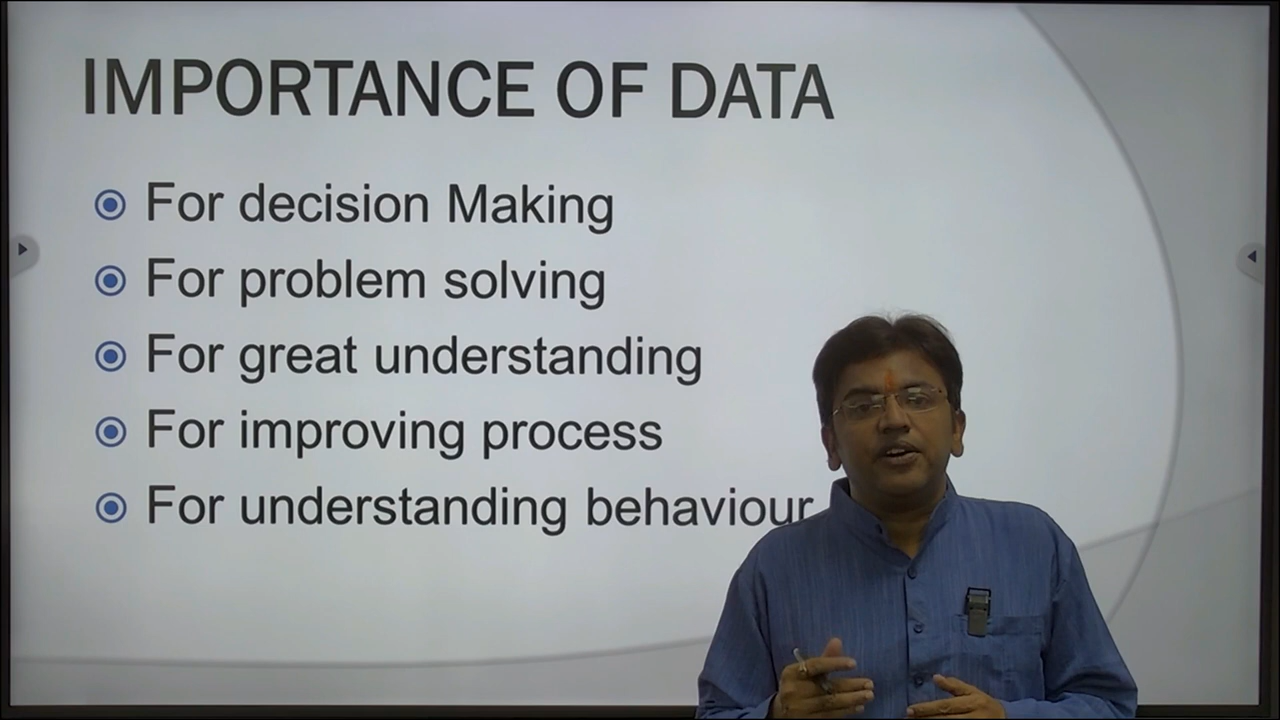 IMPORTANCE OF DATA
For decision Making
For problem solving
For great understanding
For improving process
For understanding behaviour